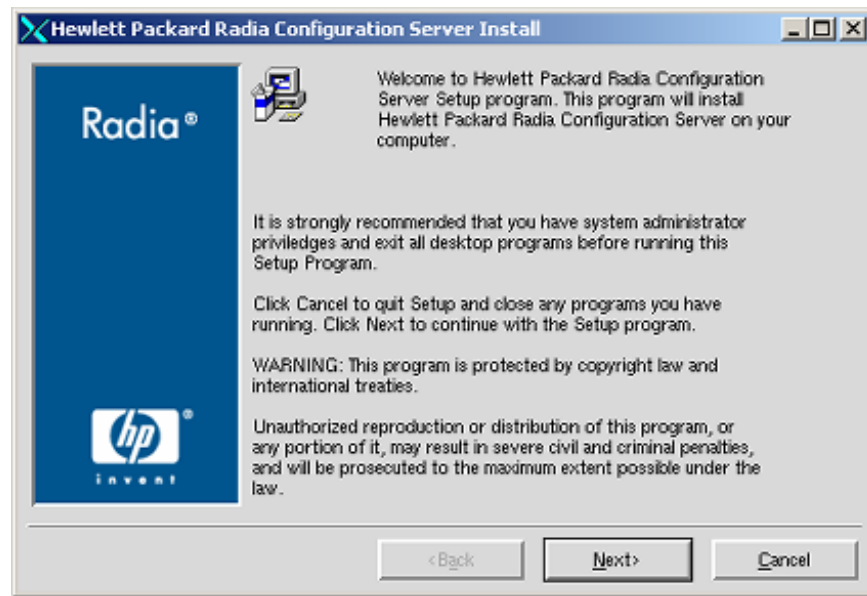 Hewlett Packard Radia Configuration Server Install
Radia®
Welcome to Hewlett Packard Radia Configuration
Server Setup program. This program will install
Hewlett Packard Radia Configuration Server on your
computer.
It is strongly recommended that you have system administrator
priviledges and exit all desktop programs before running this
Setup Program.
Click Cancel to quit Setup and close any programs you have
running. Click Next to continue with the Setup program.
WARNING: This program is protected by copyright law and
international treaties.
Unauthorized reproduction or distribution of this program, or
any portion of it, may result in severe civil and criminal penalties,
and will be prosecuted to the maximum extent possible under the
law.
hp®
invent
<Back
Next>
Cancel